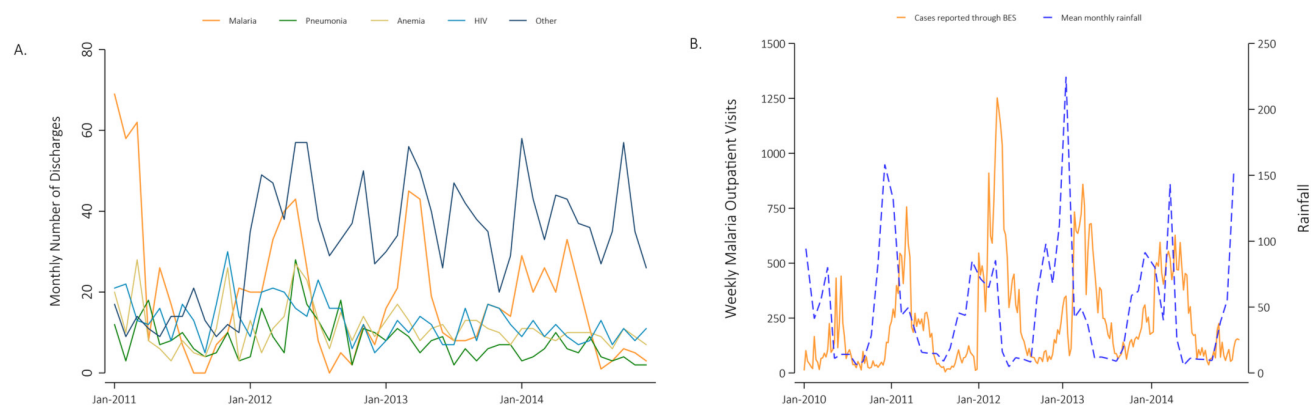 Malaria Pneumonia Anemia HIV Other
A.
Monthly Number of Discharges
80
60
40
20
0
Jan-2011 Jan-2012 Jan-2013 Jan-2014
Cases reported through BES Mean monthly rainfall
B.
Weekly Malaria Outpatient Visits
1500
1250
1000
750
500
250
0
250
200
150
100
50
0
Rainfall
Jan-2010 Jan-2011 Jan-2012 Jan-2013 Jan-2014